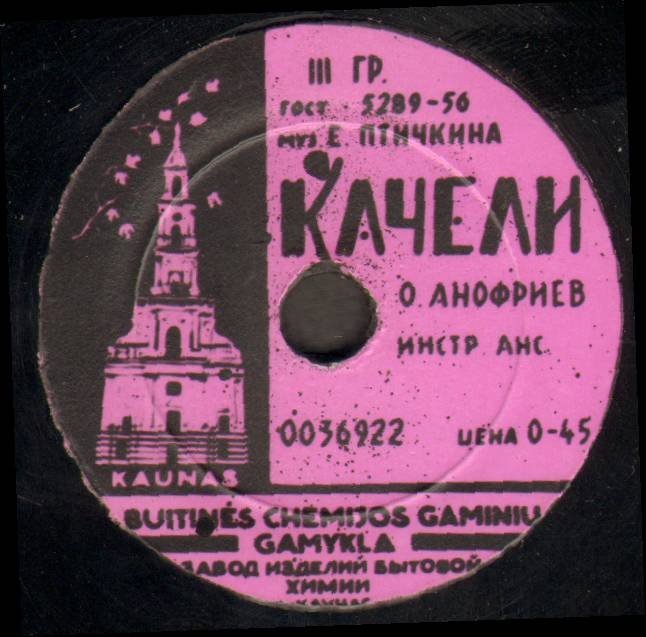 III ГР.
ГОСТ · 5289-56
МУЗ Е. ПТИЧКИНА
КАЧЕЛИ
О. АНОФРИЕВ
ИНСТР АНС.
0036922 ЦЕНА 0-45
KAUNAS
BUITINĖS CHEMIJOS GAMINIU
GAMYKLA
ЗАВОД ИЗДЕЛИЙ БЫТОВОЙ
ХИМИИ